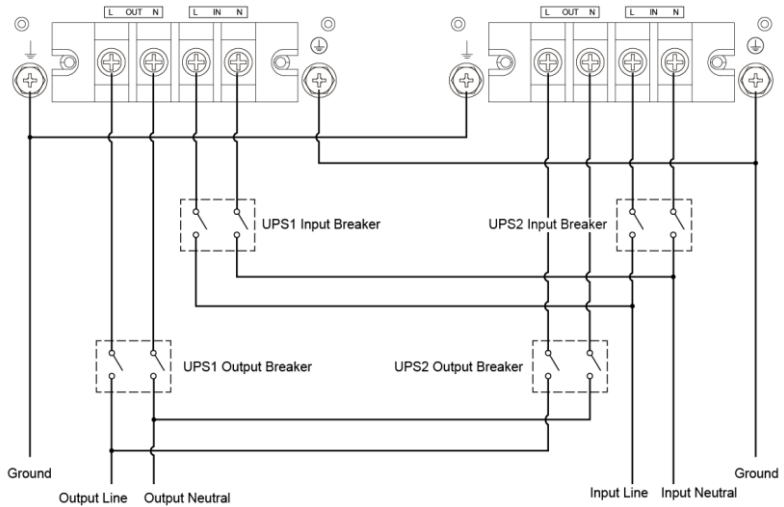 L OUT N
L IN N
L OUT N
L IN N
UPS1 Input Breaker
UPS2 Input Breaker
UPS1 Output Breaker
UPS2 Output Breaker
Ground
Output Line
Output Neutral
Input Line
Input Neutral
Ground